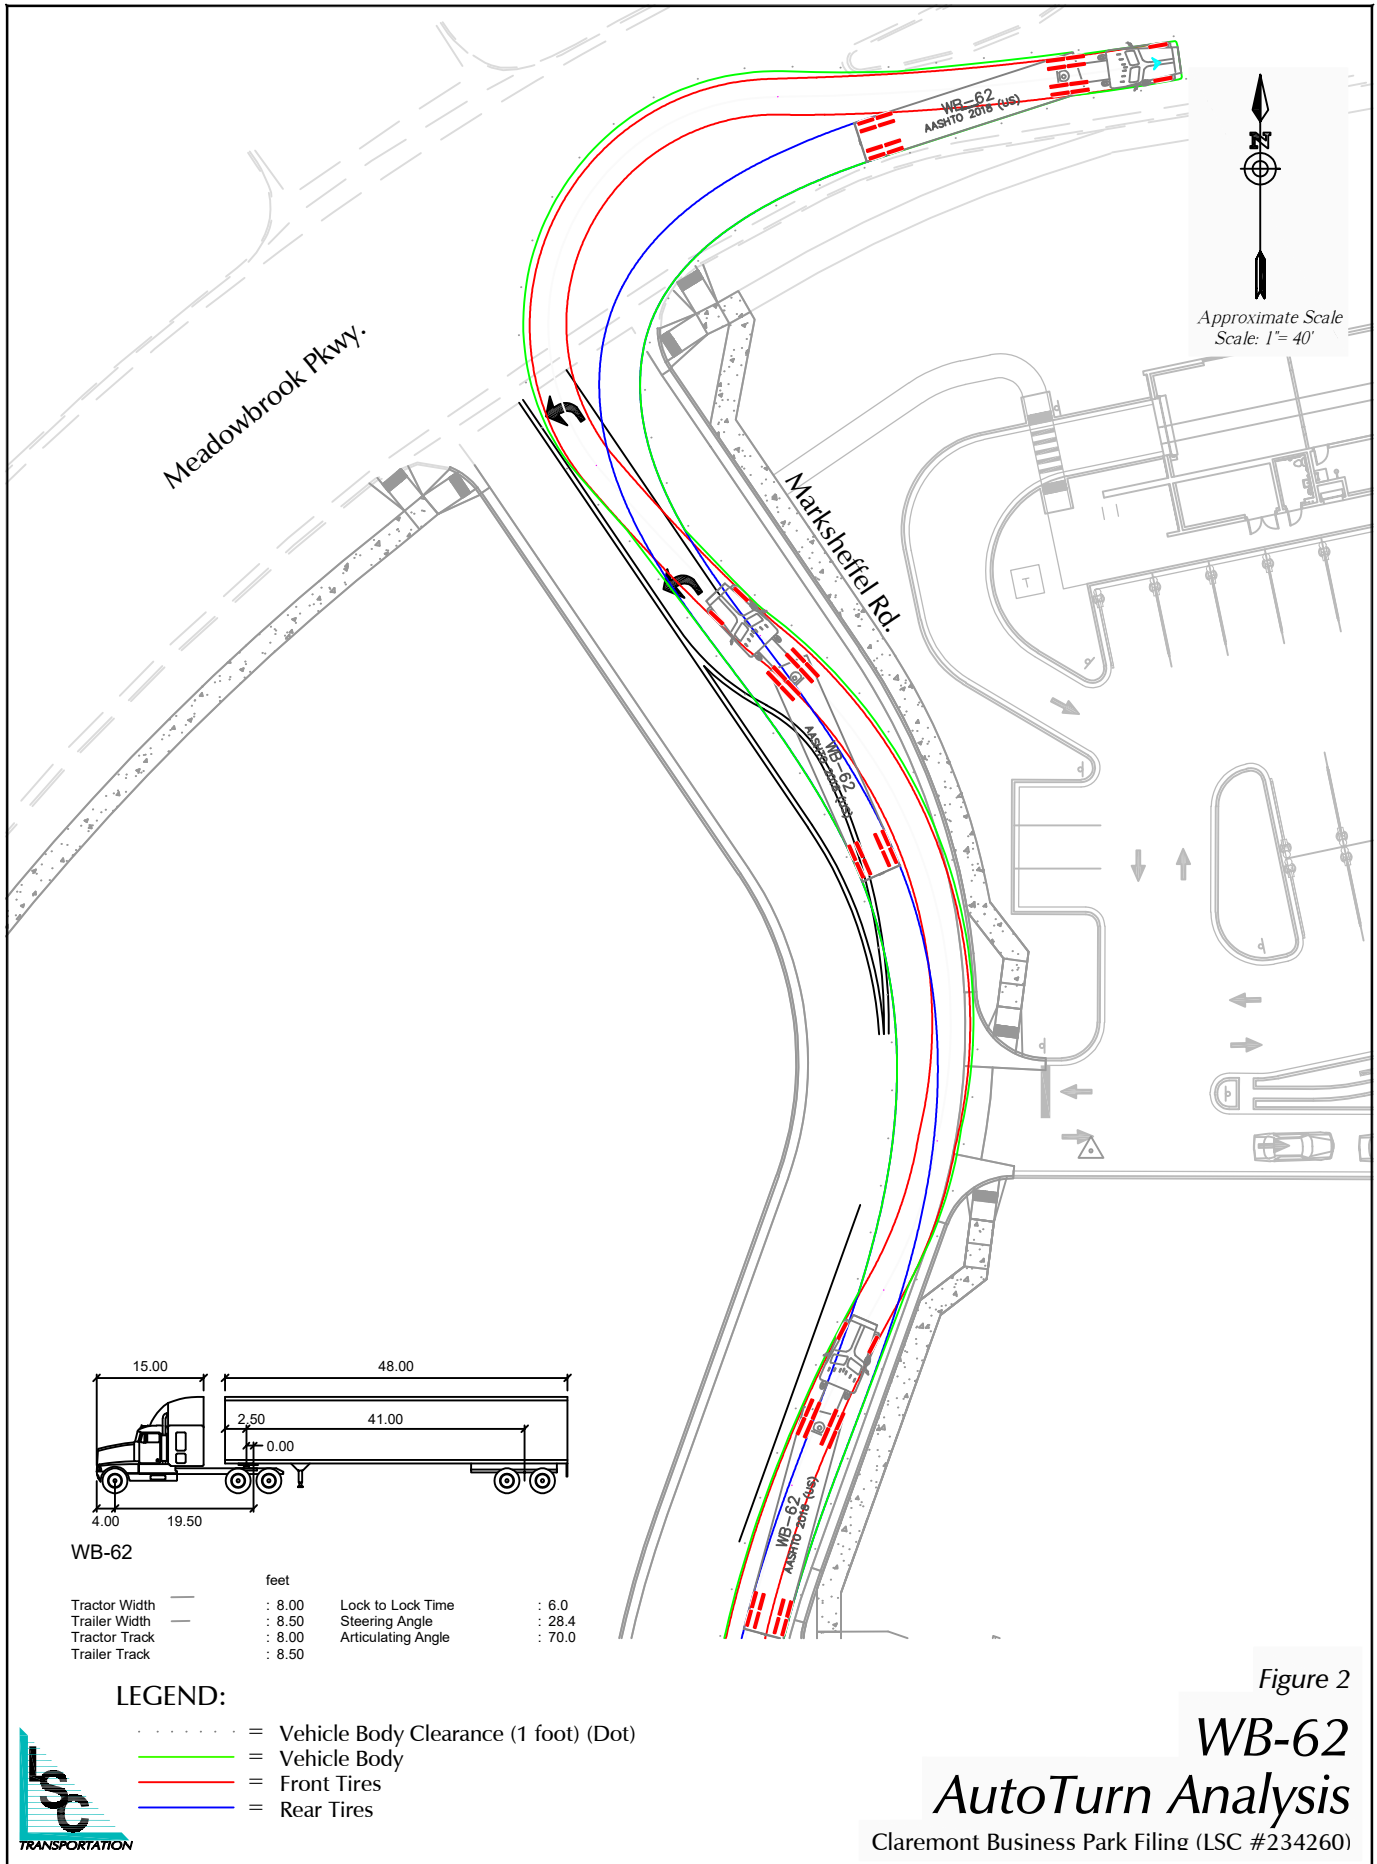 WB-62
AASHTO 2018 (US)
N
Approximate Scale
Scale: 1"= 40'
Meadowbrook Pkwy.
Marksheffel Rd.
T
WB-62
AASHTO 2018 (US)
WB-62
AASHTO 2018 (US)
15.00
48.00
2.50
41.00
0.00
4.00
19.50
WB-62
feet
Tractor Width : 8.00 Lock to Lock Time : 6.0
Trailer Width : 8.50 Steering Angle : 28.4
Tractor Track : 8.00 Articulating Angle : 70.0
Trailer Track : 8.50
LEGEND:
= Vehicle Body Clearance (1 foot) (Dot)
= Vehicle Body
= Front Tires
= Rear Tires
LSC
TRANSPORTATION
Figure 2
WB-62
AutoTurn Analysis
Claremont Business Park Filing (LSC #234260)